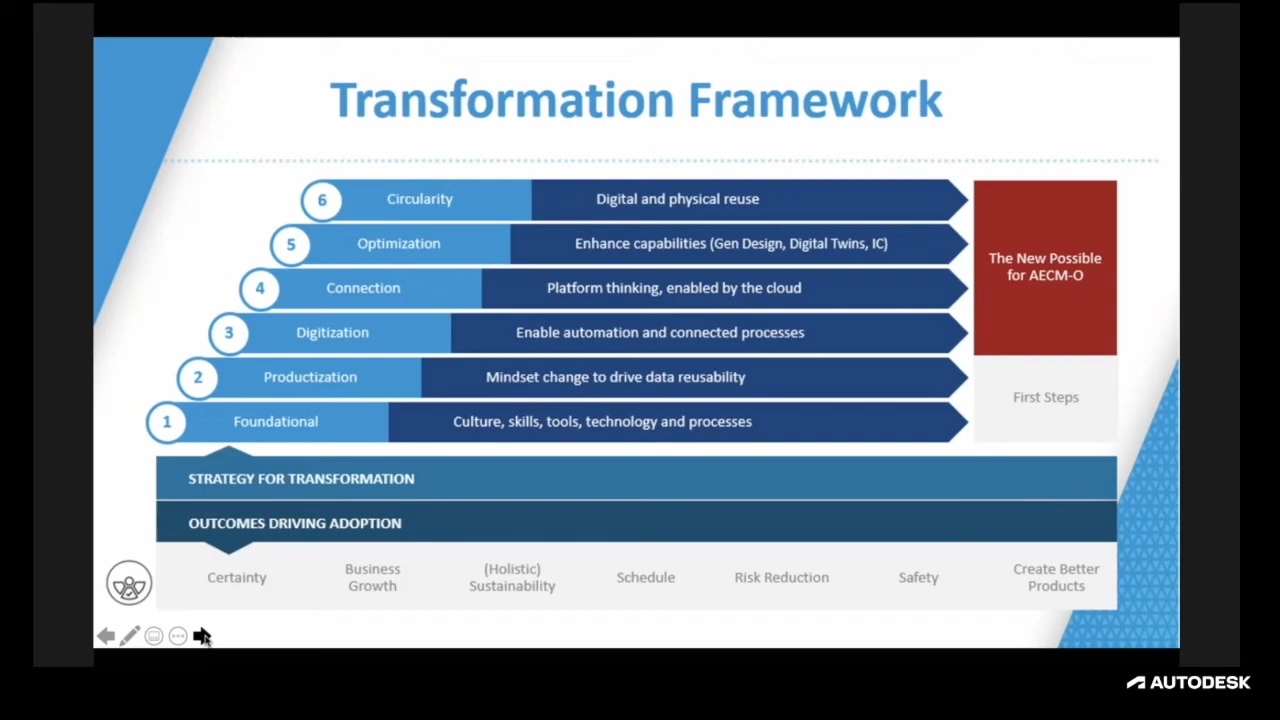 Transformation Framework
6 Circularity Digital and physical reuse
5 Optimization Enhance capabilities (Gen Design, Digital Twins, IC)
4 Connection Platform thinking, enabled by the cloud
3 Digitization Enable automation and connected processes
2 Productization Mindset change to drive data reusability
1 Foundational Culture, skills, tools, technology and processes
The New Possible
for AECM-O
First Steps
STRATEGY FOR TRANSFORMATION
OUTCOMES DRIVING ADOPTION
Certainty
Business
Growth
(Holistic)
Sustainability
Schedule
Risk Reduction
Safety
Create Better
Products
AUTODESK